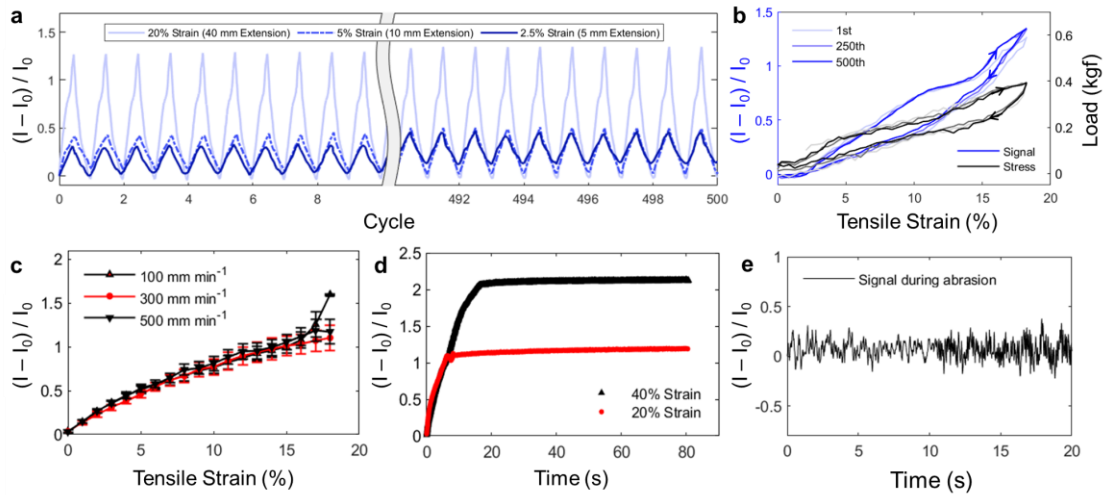 a
20% Strain (40 mm Extension) 5% Strain (10 mm Extension) 2.5% Strain (5 mm Extension)
(I − I₀) / I₀
1.5
1
0.5
0
0 2 4 6 8 492 494 496 498 500
Cycle
b
1st
250th
500th
(I − I₀) / I₀
1.5
1
0.5
0
Load (kgf)
0.6
0.4
0.2
0
Signal
Stress
5 10 15 20
Tensile Strain (%)
c
100 mm min⁻¹
300 mm min⁻¹
500 mm min⁻¹
(I − I₀) / I₀
2
1.5
1
0.5
0
0 5 10 15 20
Tensile Strain (%)
d
(I − I₀) / I₀
2.5
2
1.5
1
0.5
0
40% Strain
20% Strain
0 20 40 60 80
Time (s)
e
Signal during abrasion
(I − I₀) / I₀
1
0.5
0
-0.5
0 5 10 15 20
Time (s)